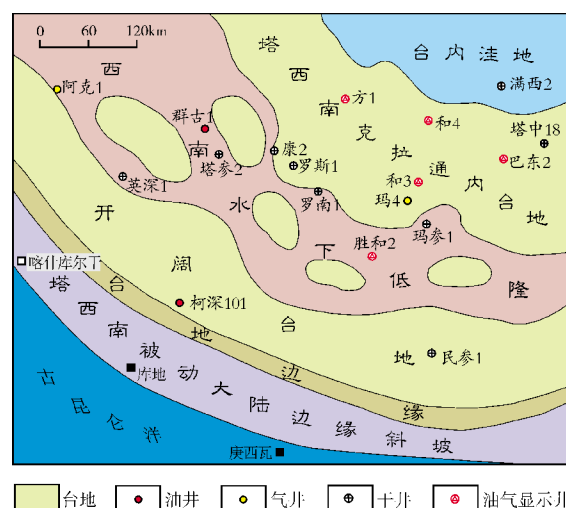 0 60 120km
台内洼地
塔西南克拉通内台地
西南水下低隆
阿克1
方1
满西2
和4
群古1
塔中18
塔参2
康2
罗斯1
巴东2
英深1
和3
罗南1
玛4
玛参1
胜和2
开阔台地
喀什库尔干
柯深101
台地边缘
民参1
塔西南被动大陆边缘斜坡
库地
古昆仑洋
庚西瓦
台地 油井 气井 干井 油气显示井